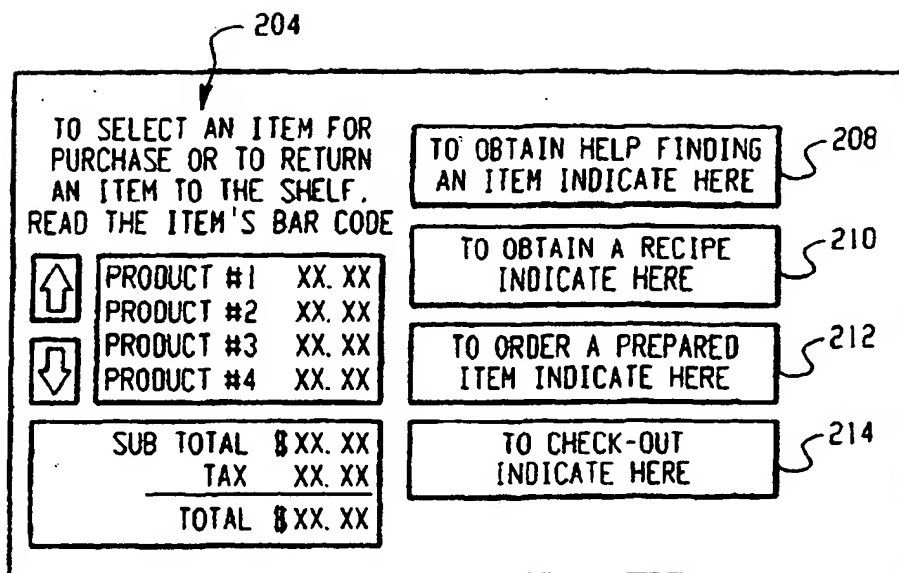 204
TO SELECT AN ITEM FOR
PURCHASE OR TO RETURN
AN ITEM TO THE SHELF.
READ THE ITEM'S BAR CODE
PRODUCT #1 XX. XX
PRODUCT #2 XX. XX
PRODUCT #3 XX. XX
PRODUCT #4 XX. XX
SUB TOTAL $XX. XX
TAX XX. XX
TOTAL $XX. XX
TO OBTAIN HELP FINDING
AN ITEM INDICATE HERE
208
TO OBTAIN A RECIPE
INDICATE HERE
210
TO ORDER A PREPARED
ITEM INDICATE HERE
212
TO CHECK-OUT
INDICATE HERE
214